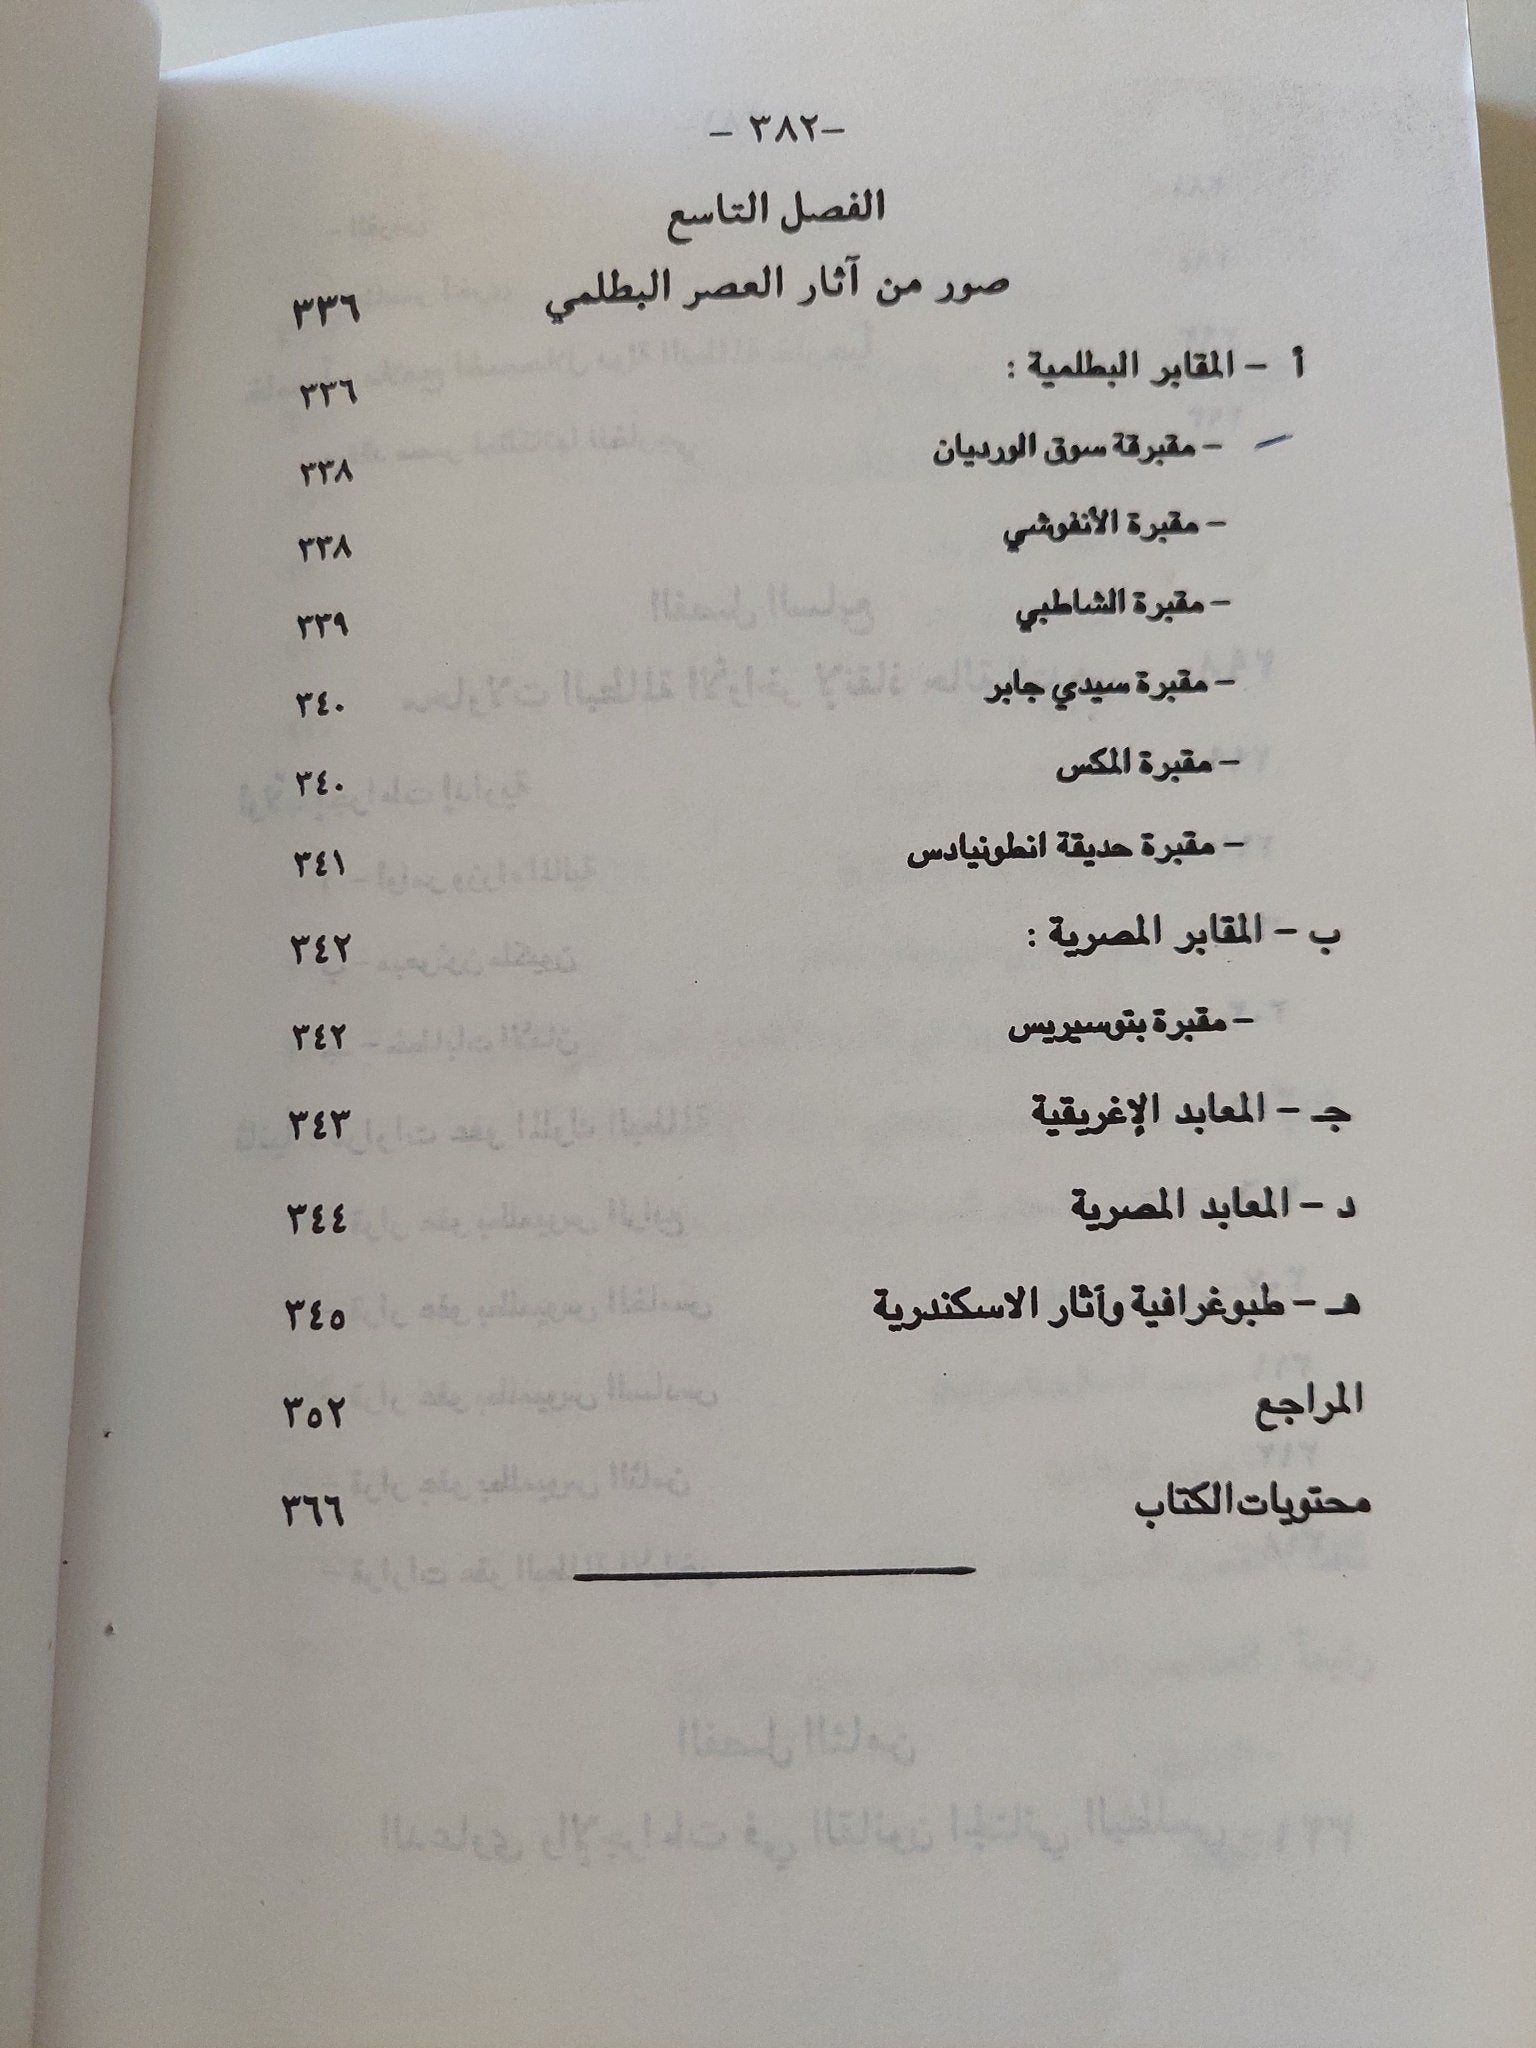 – ٣٨٢ –
الفصل التاسع
صور من آثار العصر البطلمي ٣٣٦
أ – المقابر البطلمية : ٣٣٦
– مقبرقة سوق الورديان ٣٣٨
– مقبرة الأنفوشي ٣٣٨
– مقبرة الشاطبي ٣٣٩
– مقبرة سيدي جابر ٣٤٠
– مقبرة المكس ٣٤٠
– مقبرة حديقة انطونيادس ٣٤١
ب – المقابر المصرية : ٣٤٢
– مقبرة بتوسيريس ٣٤٢
جـ – المعابد الإغريقية ٣٤٣
د – المعابد المصرية ٣٤٤
هـ – طبوغرافية وآثار الاسكندرية ٣٤٥
المراجع ٣٥٢
محتويات الكتاب ٣٦٦